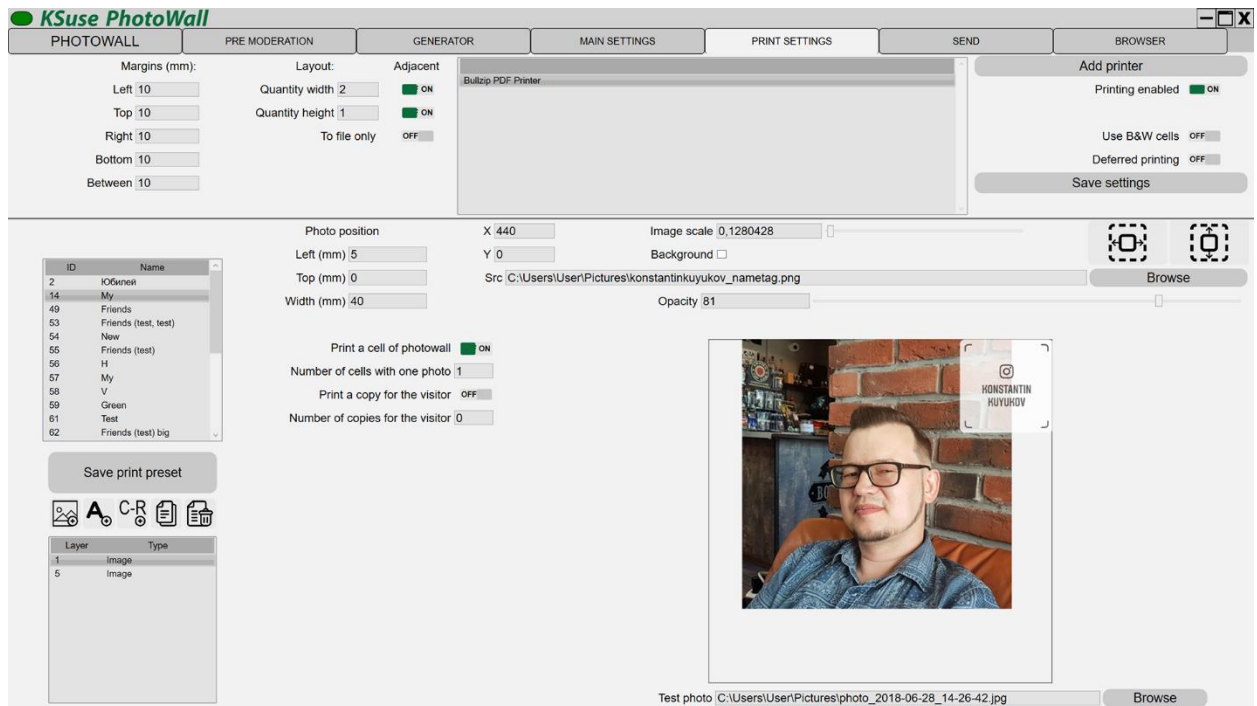 KSuse PhotoWall
PHOTOWALL PRE MODERATION GENERATOR MAIN SETTINGS PRINT SETTINGS SEND BROWSER
Margins (mm): Layout: Adjacent Add printer
Left 10 Quantity width 2 ON Bullzip PDF Printer Printing enabled ON
Top 10 Quantity height 1 ON
Right 10 To file only OFF Use B&W cells OFF
Bottom 10 Deferred printing OFF
Between 10 Save settings
Photo position X 440 Image scale 0,1280428
Left (mm) 5 Y 0 Background
Top (mm) 0 Src C:\Users\User\Pictures\konstantinkuyukov_nametag.png Browse
Width (mm) 40 Opacity 81
ID Name
2 Юбилей
14 My
49 Friends
53 Friends (test, test)
54 New
55 Friends (test)
56 H
57 My
58 V
59 Green
61 Test
62 Friends (test) big
Print a cell of photowall ON
Number of cells with one photo 1
Print a copy for the visitor OFF
Number of copies for the visitor 0
KONSTANTIN
KUYUKOV
Save print preset
A C-R
Layer Type
1 Image
5 Image
Test photo C:\Users\User\Pictures\photo_2018-06-28_14-26-42.jpg Browse